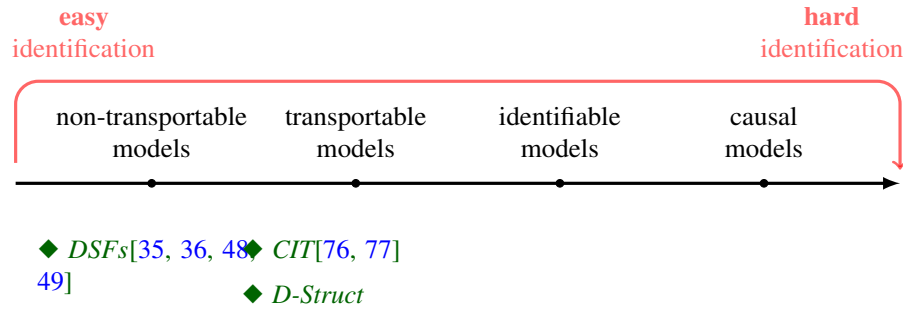 easy
identification
hard
identification
non-transportable
models
transportable
models
identifiable
models
causal
models
◆ DSFs[35, 36, 48,
49]
◆ CIT[76, 77]
◆ D-Struct